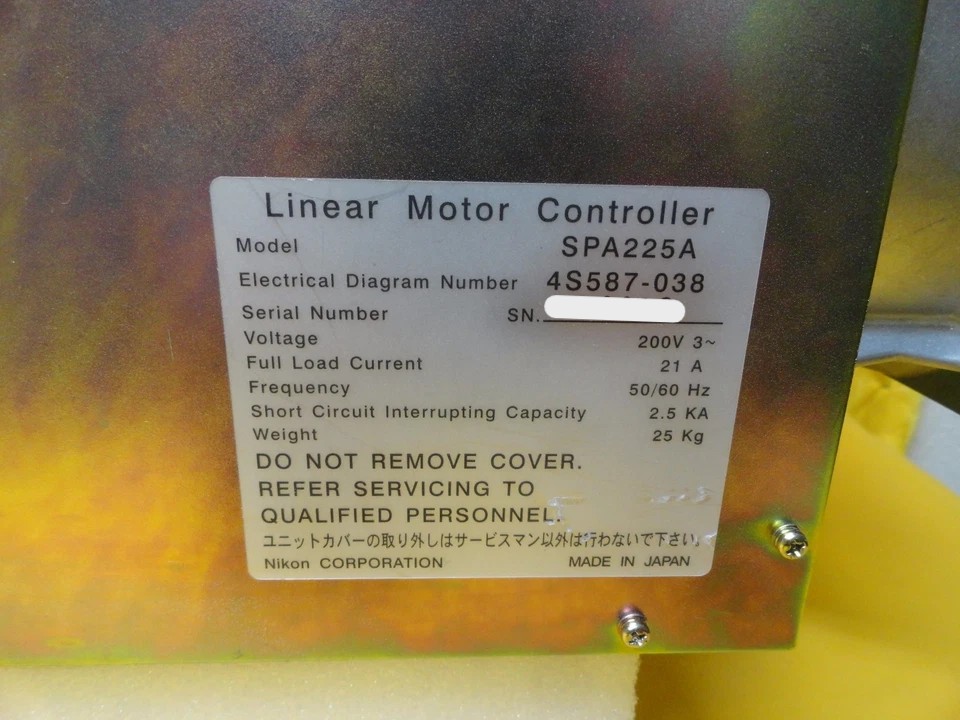 Linear Motor Controller
Model SPA225A
Electrical Diagram Number 4S587-038
Serial Number SN.
Voltage 200V 3~
Full Load Current 21 A
Frequency 50/60 Hz
Short Circuit Interrupting Capacity 2.5 KA
Weight 25 Kg
DO NOT REMOVE COVER.
REFER SERVICING TO
QUALIFIED PERSONNEL.
ユニットカバーの取り外しはサービスマン以外は行わないで下さい。
Nikon CORPORATION MADE IN JAPAN